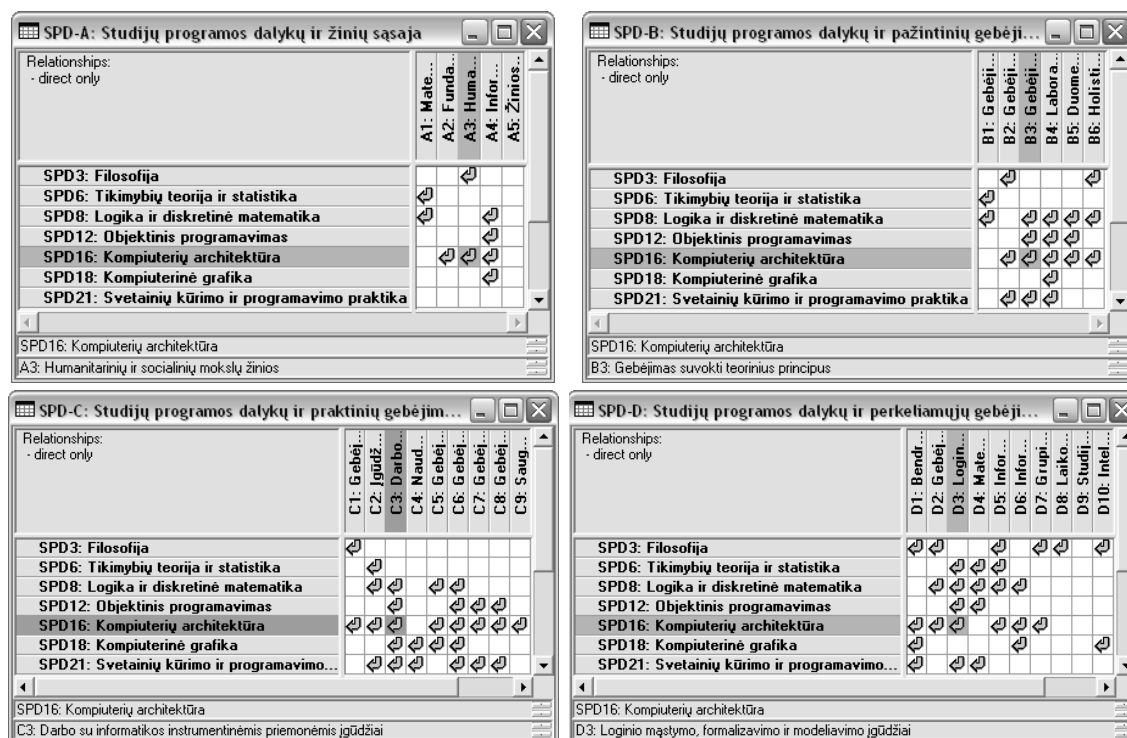 SPD-A: Studijų programos dalykų ir žinių sąsaja
Relationships:
- direct only
A1: Mate...
A2: Funda...
A3: Huma...
A4: Infor...
A5: Žinios...
SPD3: Filosofija
SPD6: Tikimybių teorija ir statistika
SPD8: Logika ir diskretinė matematika
SPD12: Objektinis programavimas
SPD16: Kompiuterių architektūra
SPD18: Kompiuterinė grafika
SPD21: Svetainių kūrimo ir programavimo praktika
SPD16: Kompiuterių architektūra
A3: Humanitarinių ir socialinių mokslų žinios
SPD-B: Studijų programos dalykų ir pažintinių gebėji...
Relationships:
- direct only
B1: Gebėji...
B2: Gebėji...
B3: Gebėji...
B4: Labora...
B5: Duome...
B6: Holisti...
SPD3: Filosofija
SPD6: Tikimybių teorija ir statistika
SPD8: Logika ir diskretinė matematika
SPD12: Objektinis programavimas
SPD16: Kompiuterių architektūra
SPD18: Kompiuterinė grafika
SPD21: Svetainių kūrimo ir programavimo praktika
SPD16: Kompiuterių architektūra
B3: Gebėjimas suvokti teorinius principus
SPD-C: Studijų programos dalykų ir praktinių gebėjim...
Relationships:
- direct only
C1: Gebėj...
C2: Įgūdž...
C3: Darbo...
C4: Naud...
C5: Gebėj...
C6: Gebėj...
C7: Gebėj...
C8: Gebėj...
C9: Saug...
SPD3: Filosofija
SPD6: Tikimybių teorija ir statistika
SPD8: Logika ir diskretinė matematika
SPD12: Objektinis programavimas
SPD16: Kompiuterių architektūra
SPD18: Kompiuterinė grafika
SPD21: Svetainių kūrimo ir programavimo...
SPD16: Kompiuterių architektūra
C3: Darbo su informatikos instrumentinėmis priemonėmis įgūdžiai
SPD-D: Studijų programos dalykų ir perkeliamųjų gebėji...
Relationships:
- direct only
D1: Bendr...
D2: Gebėj...
D3: Login...
D4: Mate...
D5: Infor...
D6: Infor...
D7: Grupi...
D8: Laiko...
D9: Studij...
D10: Intel...
SPD3: Filosofija
SPD6: Tikimybių teorija ir statistika
SPD8: Logika ir diskretinė matematika
SPD12: Objektinis programavimas
SPD16: Kompiuterių architektūra
SPD18: Kompiuterinė grafika
SPD21: Svetainių kūrimo ir programavimo...
SPD16: Kompiuterių architektūra
D3: Loginio mąstymo, formalizavimo ir modeliavimo įgūdžiai